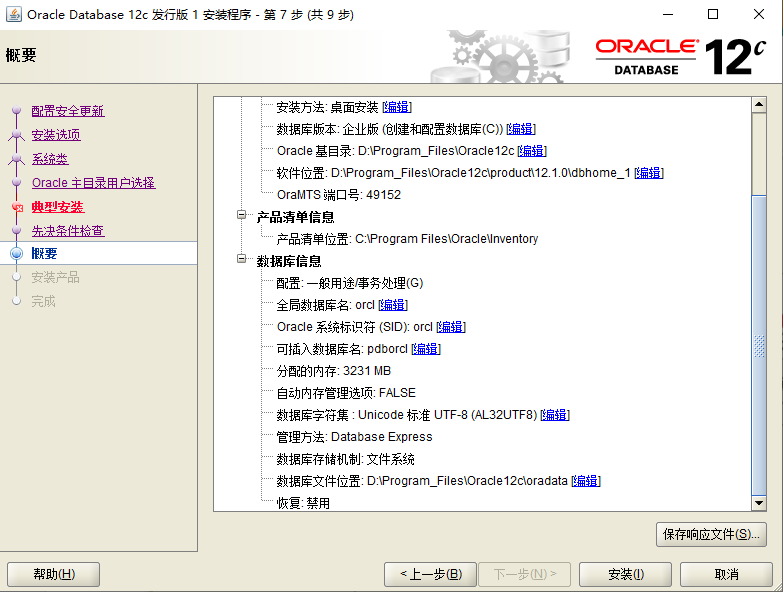 Oracle Database 12c 发行版 1 安装程序 - 第 7 步 (共 9 步)
概要
ORACLE
DATABASE
12c
配置安全更新
安装选项
系统类
Oracle 主目录用户选择
典型安装
先决条件检查
概要
安装产品
完成
安装方法: 桌面安装 [编辑]
数据库版本: 企业版 (创建和配置数据库(C)) [编辑]
Oracle 基目录: D:\Program_Files\Oracle12c [编辑]
软件位置: D:\Program_Files\Oracle12c\product\12.1.0\dbhome_1 [编辑]
OraMTS 端口号: 49152
产品清单信息
产品清单位置: C:\Program Files\Oracle\Inventory
数据库信息
配置: 一般用途/事务处理(G)
全局数据库名: orcl [编辑]
Oracle 系统标识符 (SID): orcl [编辑]
可插入数据库名: pdborcl [编辑]
分配的内存: 3231 MB
自动内存管理选项: FALSE
数据库字符集 : Unicode 标准 UTF-8 (AL32UTF8) [编辑]
管理方法: Database Express
数据库存储机制: 文件系统
数据库文件位置: D:\Program_Files\Oracle12c\oradata [编辑]
恢复: 禁用
保存响应文件(S)...
帮助(H)
< 上一步(B)
下一步(N) >
安装(I)
取消